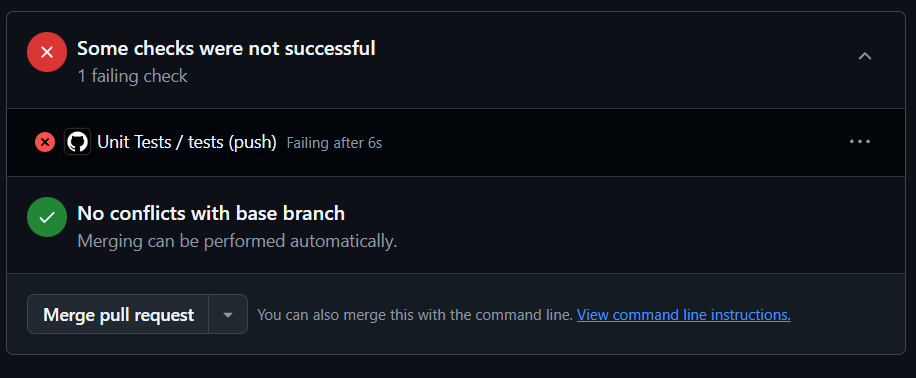 Some checks were not successful
1 failing check
Unit Tests / tests (push) Failing after 6s
No conflicts with base branch
Merging can be performed automatically.
Merge pull request You can also merge this with the command line. View command line instructions.